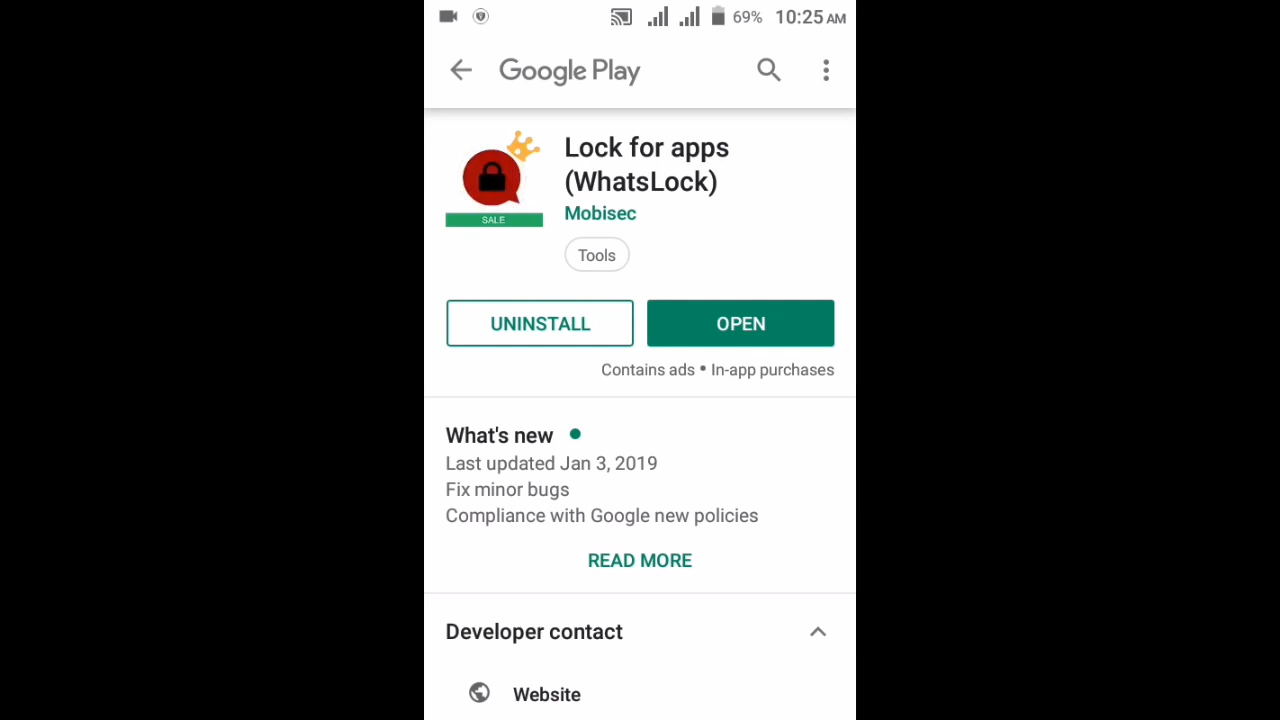 69% 10:25 AM
Google Play
Lock for apps
(WhatsLock)
SALE
Mobisec
Tools
UNINSTALL OPEN
Contains ads • In-app purchases
What's new
Last updated Jan 3, 2019
Fix minor bugs
Compliance with Google new policies
READ MORE
Developer contact
Website